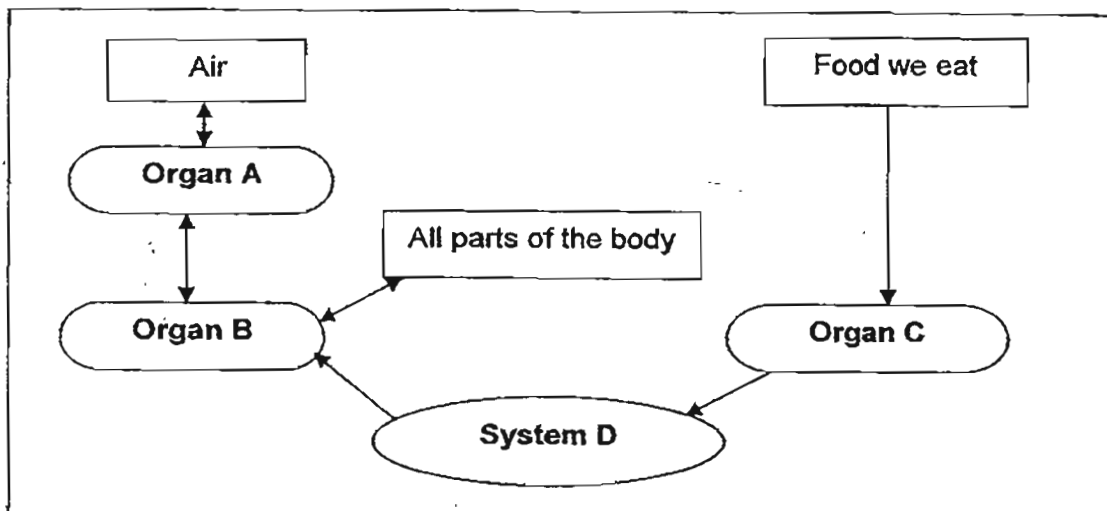 Air
Food we eat
Organ A
All parts of the body
Organ B
Organ C
System D